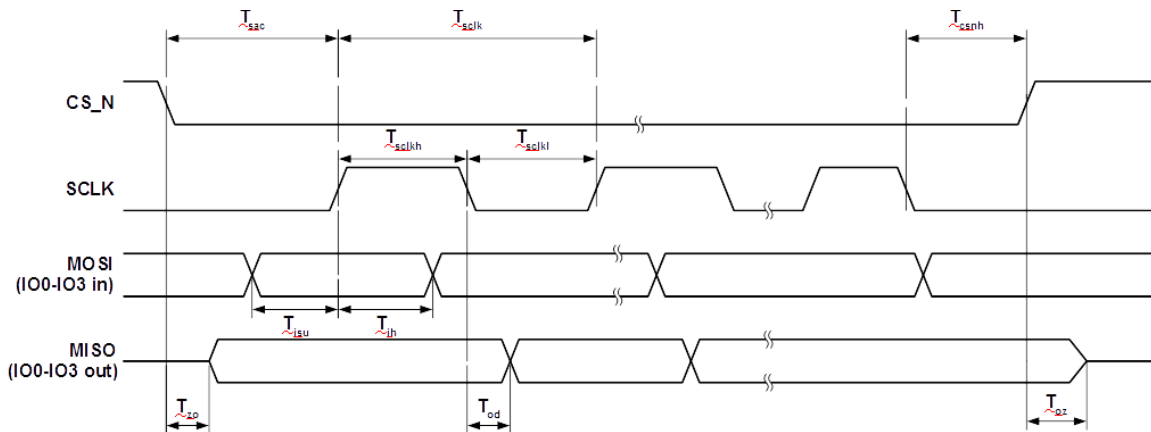 Tsac
Tsclk
Tcsnh
CS_N
Tsclkh
Tsclkl
SCLK
MOSI
(IO0-IO3 in)
Tisu
Tih
MISO
(IO0-IO3 out)
Tzo
Tod
Toz